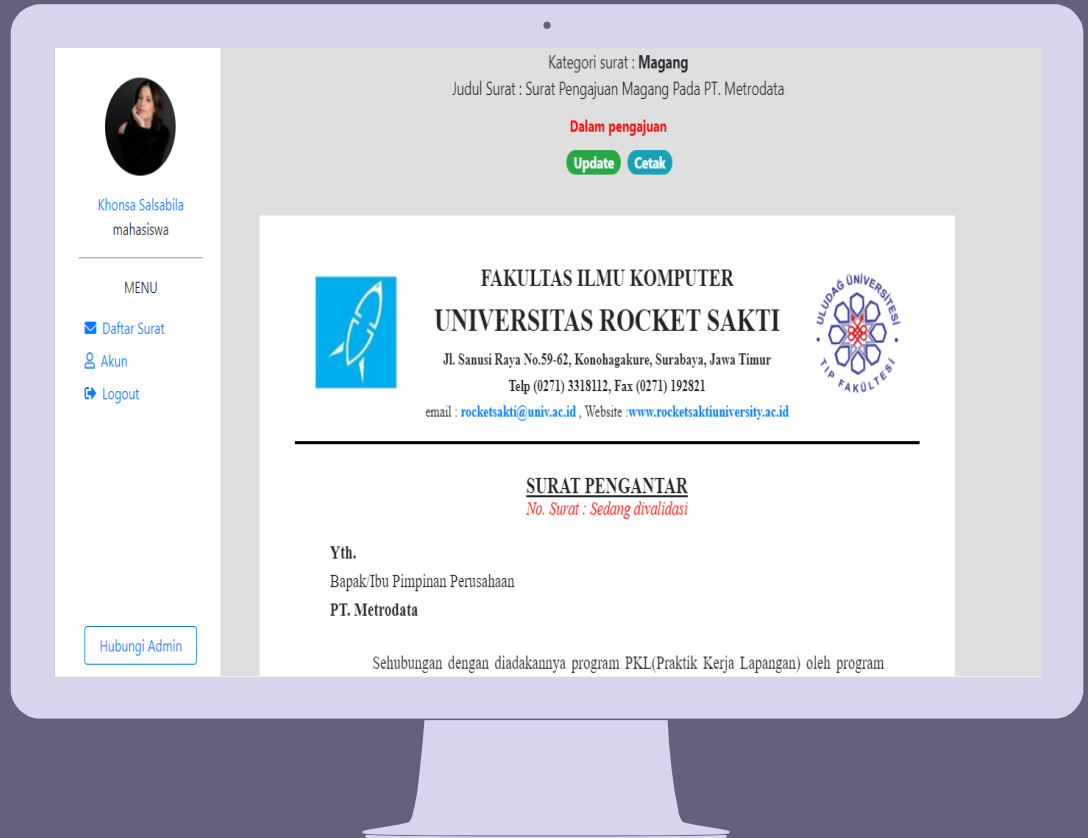 Khonsa Salsabila
mahasiswa
MENU
Daftar Surat
Akun
Logout
Hubungi Admin
Kategori surat : Magang
Judul Surat : Surat Pengajuan Magang Pada PT. Metrodata
Dalam pengajuan
Update Cetak
FAKULTAS ILMU KOMPUTER
UNIVERSITAS ROCKET SAKTI
Jl. Sanusi Raya No.59-62, Konohagakure, Surabaya, Jawa Timur
Telp (0271) 3318112, Fax (0271) 192821
email : rocketsakti@univ.ac.id , Website :www.rocketsaktiuniversity.ac.id
ULUDAĞ ÜNİVERSİTESİ
TIP FAKÜLTESİ
SURAT PENGANTAR
No. Surat : Sedang divalidasi
Yth.
Bapak/Ibu Pimpinan Perusahaan
PT. Metrodata
Sehubungan dengan diadakannya program PKL(Praktik Kerja Lapangan) oleh program